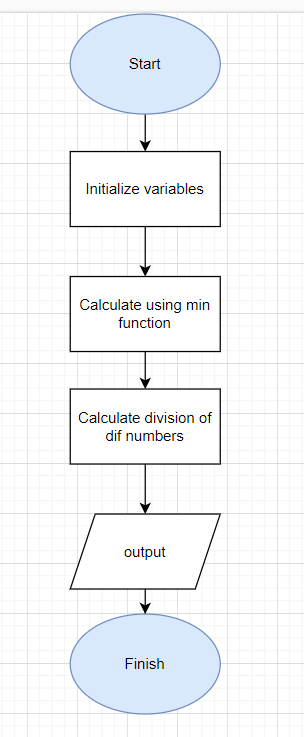 Start
Initialize variables
Calculate using min
function
Calculate division of
dif numbers
output
Finish